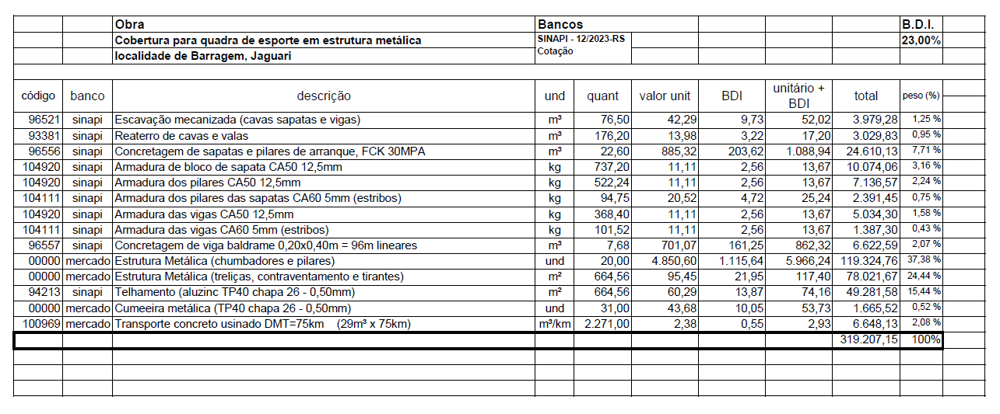 Obra Bancos B.D.I.
Cobertura para quadra de esporte em estrutura metálica SINAPI - 12/2023-RS 23,00%
localidade de Barragem, Jaguari Cotação
código banco descrição und quant valor unit BDI unitário + BDI total peso (%)
96521 sinapi Escavação mecanizada (cavas sapatas e vigas) m³ 76,50 42,29 9,73 52,02 3.979,28 1,25 %
93381 sinapi Reaterro de cavas e valas m³ 176,20 13,98 3,22 17,20 3.029,83 0,95 %
96556 sinapi Concretagem de sapatas e pilares de arranque, FCK 30MPA m³ 22,60 885,32 203,62 1.088,94 24.610,13 7,71 %
104920 sinapi Armadura de bloco de sapata CA50 12,5mm kg 737,20 11,11 2,56 13,67 10.074,06 3,16 %
104920 sinapi Armadura dos pilares CA50 12,5mm kg 522,24 11,11 2,56 13,67 7.136,57 2,24 %
104111 sinapi Armadura dos pilares das sapatas CA60 5mm (estribos) kg 94,75 20,52 4,72 25,24 2.391,45 0,75 %
104920 sinapi Armadura das vigas CA50 12,5mm kg 368,40 11,11 2,56 13,67 5.034,30 1,58 %
104111 sinapi Armadura das vigas CA60 5mm (estribos) kg 101,52 11,11 2,56 13,67 1.387,30 0,43 %
96557 sinapi Concretagem de viga baldrame 0,20x0,40m = 96m lineares m³ 7,68 701,07 161,25 862,32 6.622,59 2,07 %
00000 mercado Estrutura Metálica (chumbadores e pilares) und 20,00 4.850,60 1.115,64 5.966,24 119.324,76 37,38 %
00000 mercado Estrutura Metálica (treliças, contraventamento e tirantes) m² 664,56 95,45 21,95 117,40 78.021,67 24,44 %
94213 sinapi Telhamento (aluzinc TP40 chapa 26 - 0,50mm) m² 664,56 60,29 13,87 74,16 49.281,58 15,44 %
00000 mercado Cumeeira metálica (TP40 chapa 26 - 0,50mm) und 31,00 43,68 10,05 53,73 1.665,52 0,52 %
100969 mercado Transporte concreto usinado DMT=75km (29m³ x 75km) m³/km 2.271,00 2,38 0,55 2,93 6.648,13 2,08 %
319.207,15 100%